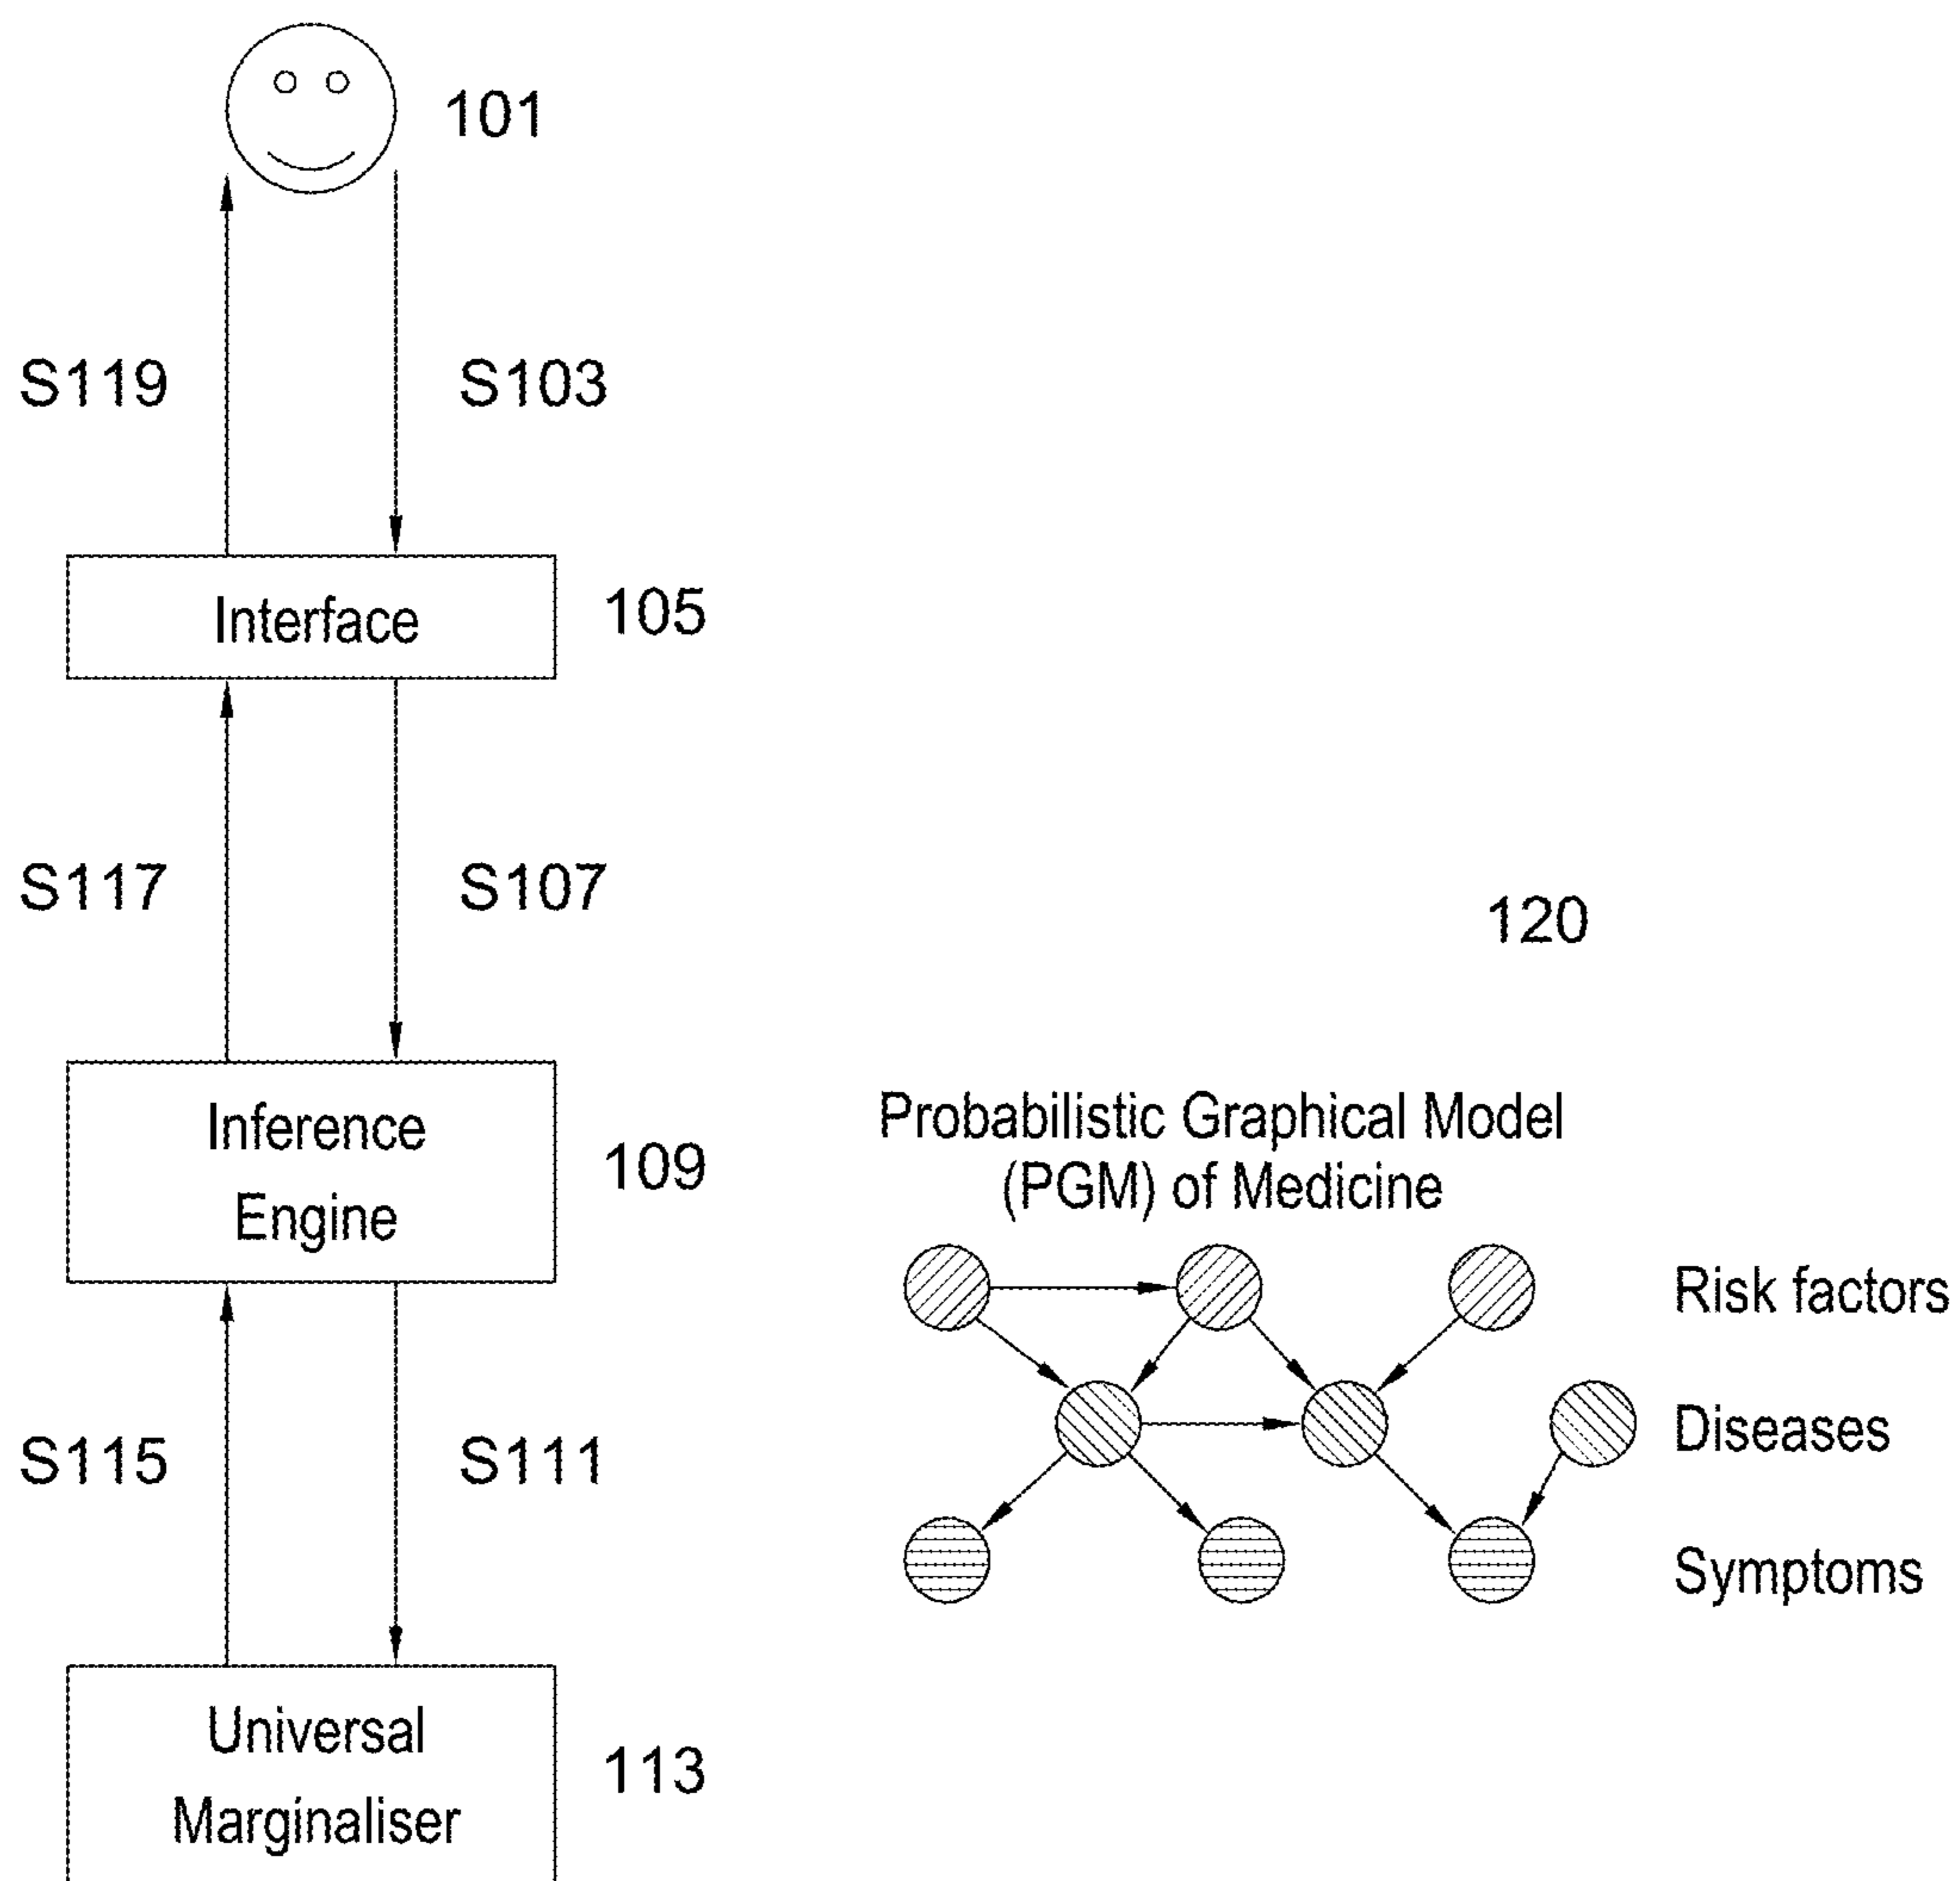 101
S119
S103
Interface
105
S117
S107
120
Inference
Engine
109
Probabilistic Graphical Model
(PGM) of Medicine
Risk factors
Diseases
Symptoms
S115
S111
Universal
Marginaliser
113